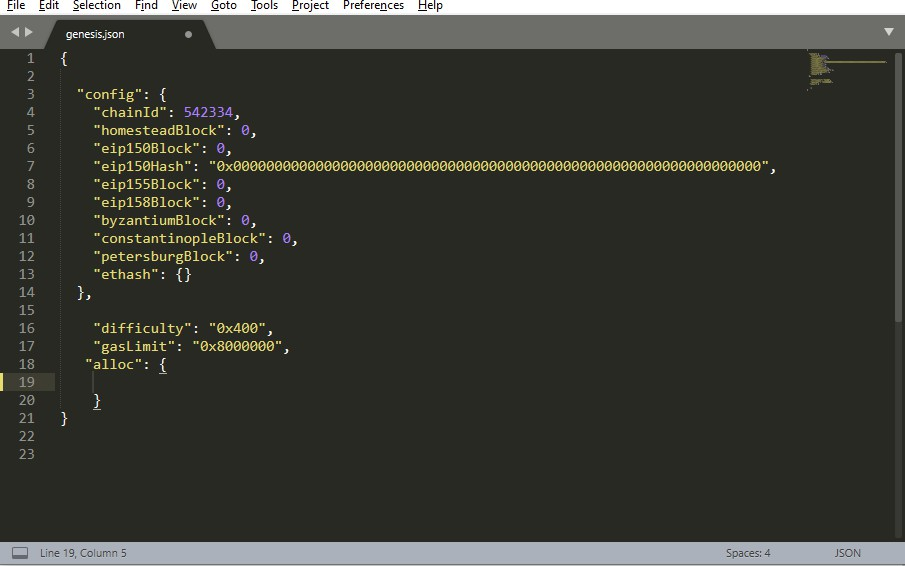 File Edit Selection Find View Goto Tools Project Preferences Help
genesis.json
1 {
2
3 "config": {
4 "chainId": 542334,
5 "homesteadBlock": 0,
6 "eip150Block": 0,
7 "eip150Hash": "0x0000000000000000000000000000000000000000000000000000000000000000",
8 "eip155Block": 0,
9 "eip158Block": 0,
10 "byzantiumBlock": 0,
11 "constantinopleBlock": 0,
12 "petersburgBlock": 0,
13 "ethash": {}
14 },
15
16 "difficulty": "0x400",
17 "gasLimit": "0x8000000",
18 "alloc": {
19
20 }
21 }
22
23
Line 19, Column 5 Spaces: 4 JSON